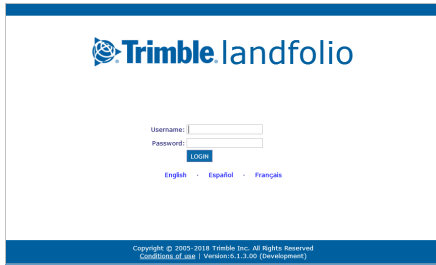 Trimble. landfolio
Username:
Password:
LOGIN
English · Español · Français
Copyright © 2005-2018 Trimble Inc. All Rights Reserved
Conditions of use | Version:6.1.3.00 (Development)